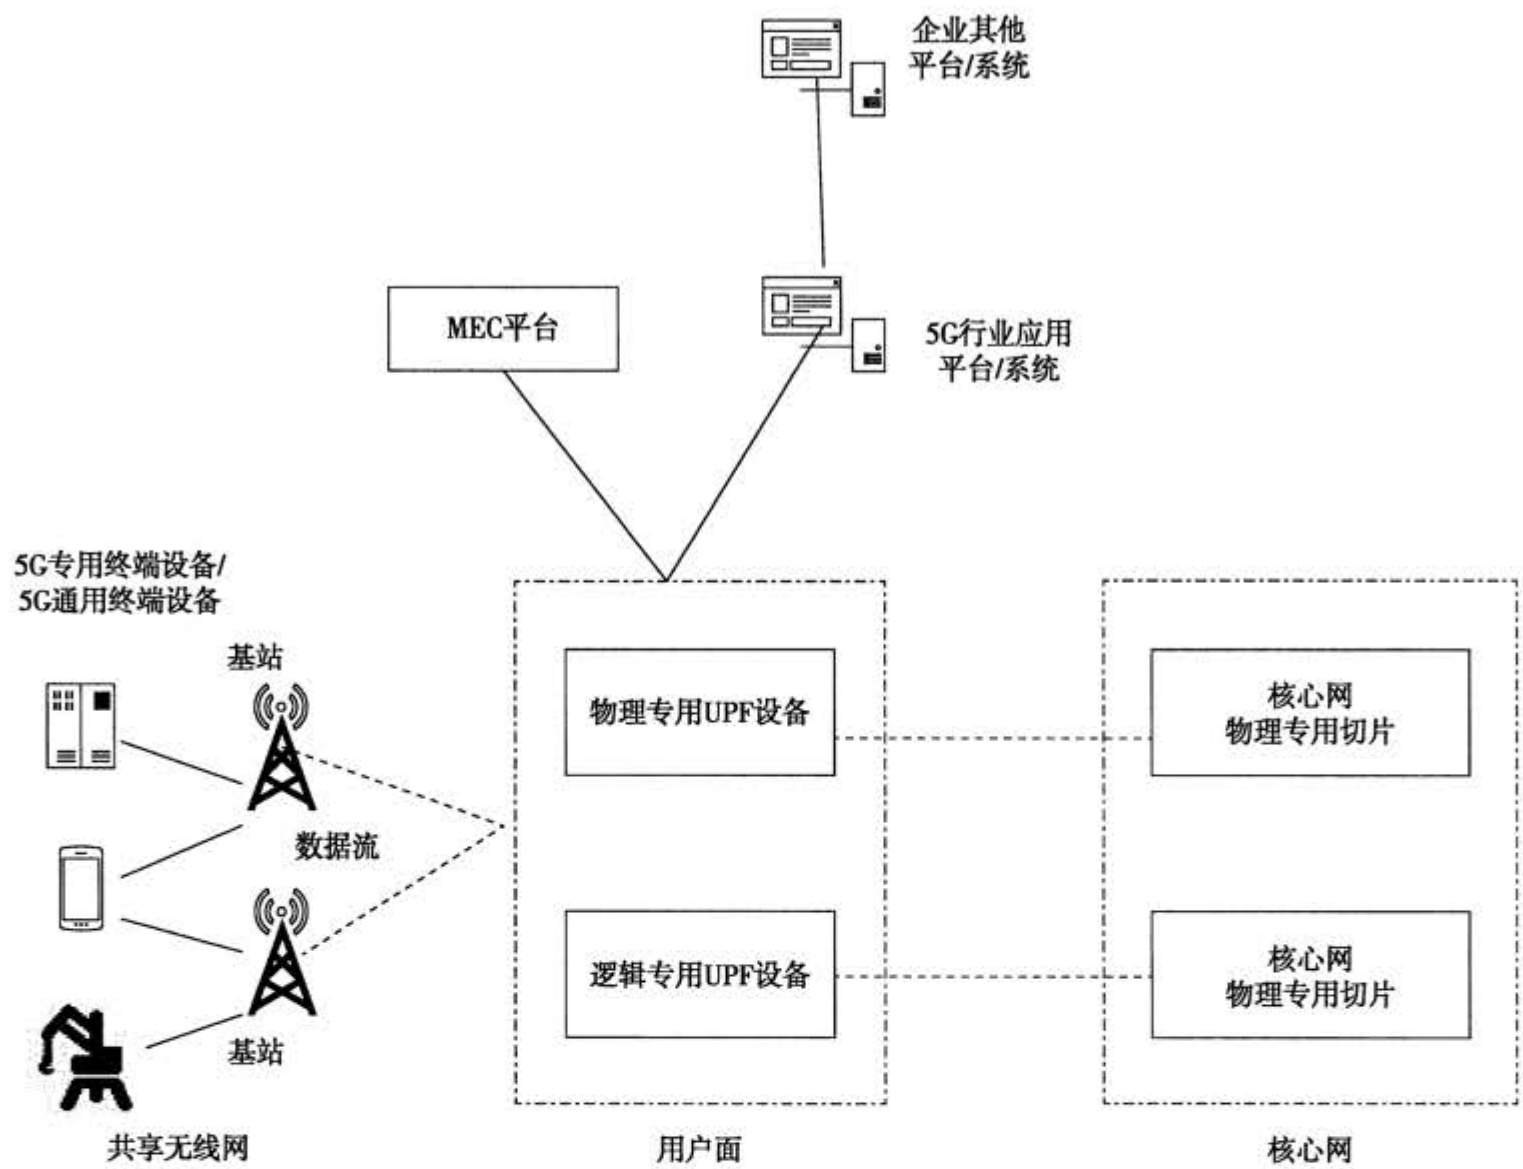 企业其他
平台/系统
MEC平台
5G行业应用
平台/系统
5G专用终端设备/
5G通用终端设备
基站
物理专用UPF设备
核心网
物理专用切片
数据流
逻辑专用UPF设备
核心网
物理专用切片
基站
共享无线网
用户面
核心网